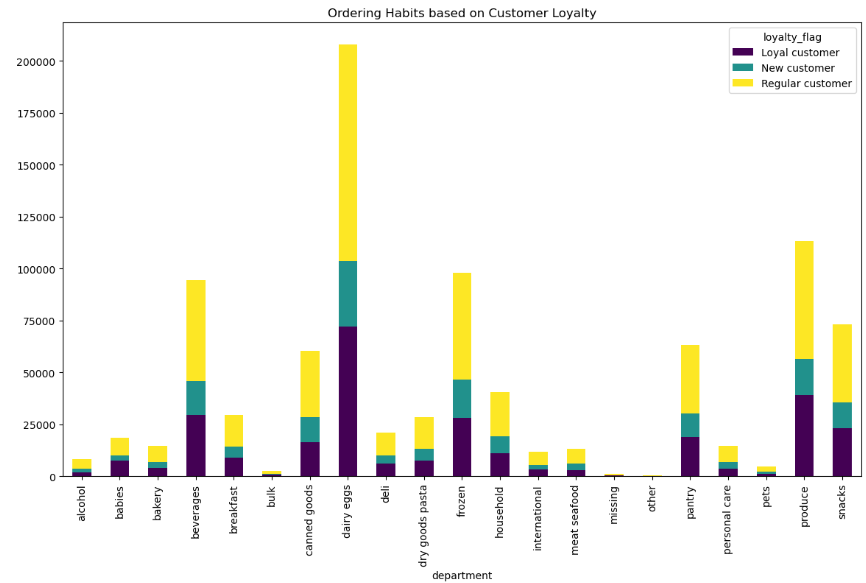 Ordering Habits based on Customer Loyalty
loyalty_flag
Loyal customer
New customer
Regular customer
200000
175000
150000
125000
100000
75000
50000
25000
0
alcohol
babies
bakery
beverages
breakfast
bulk
canned goods
dairy eggs
deli
dry goods pasta
frozen
household
international
meat seafood
missing
other
pantry
personal care
pets
produce
snacks
department